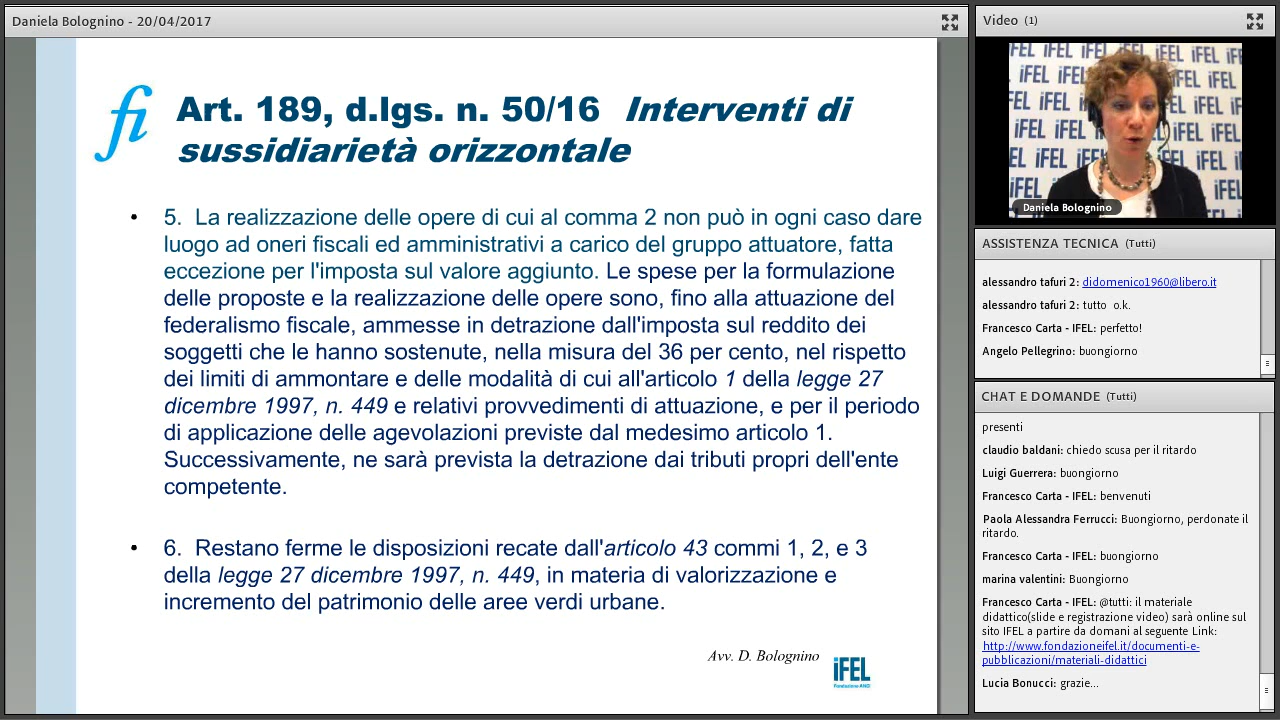 Daniela Bolognino - 20/04/2017
fi
Art. 189, d.lgs. n. 50/16 Interventi di
sussidiarietà orizzontale
• 5. La realizzazione delle opere di cui al comma 2 non può in ogni caso dare
luogo ad oneri fiscali ed amministrativi a carico del gruppo attuatore, fatta
eccezione per l'imposta sul valore aggiunto. Le spese per la formulazione
delle proposte e la realizzazione delle opere sono, fino alla attuazione del
federalismo fiscale, ammesse in detrazione dall'imposta sul reddito dei
soggetti che le hanno sostenute, nella misura del 36 per cento, nel rispetto
dei limiti di ammontare e delle modalità di cui all'articolo 1 della legge 27
dicembre 1997, n. 449 e relativi provvedimenti di attuazione, e per il periodo
di applicazione delle agevolazioni previste dal medesimo articolo 1.
Successivamente, ne sarà prevista la detrazione dai tributi propri dell'ente
competente.
• 6. Restano ferme le disposizioni recate dall'articolo 43 commi 1, 2, e 3
della legge 27 dicembre 1997, n. 449, in materia di valorizzazione e
incremento del patrimonio delle aree verdi urbane.
Avv. D. Bolognino
iFEL
Fondazione ANCI
Video (1)
iFEL
Daniela Bolognino
ASSISTENZA TECNICA (Tutti)
alessandro tafuri 2: didomenico1960@libero.it
alessandro tafuri 2: tutto o.k.
Francesco Carta - IFEL: perfetto!
Angelo Pellegrino: buongiorno
CHAT E DOMANDE (Tutti)
presenti
claudio baldani: chiedo scusa per il ritardo
Luigi Guerrera: buongiorno
Francesco Carta - IFEL: benvenuti
Paola Alessandra Ferrucci: Buongiorno, perdonate il
ritardo.
Francesco Carta - IFEL: buongiorno
marina valentini: Buongiorno
Francesco Carta - IFEL: @tutti: il materiale
didattico(slide e registrazione video) sarà online sul
sito IFEL a partire da domani al seguente Link:
http://www.fondazioneifel.it/documenti-e-
pubblicazioni/materiali-didattici
Lucia Bonucci: grazie...